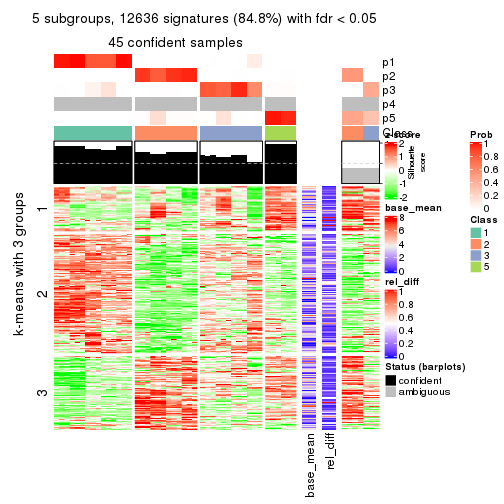 5 subgroups, 12636 signatures (84.8%) with fdr < 0.05
45 confident samples
p1
p2
p3
p4
p5
Class
z-score
2
1
0
-1
-2
Silhouette
score
k-means with 3 groups
1
2
3
base_mean
rel_diff
base_mean
8
6
4
2
0
rel_diff
1
0.8
0.6
0.4
0.2
0
Status (barplots)
confident
ambiguous
Prob
1
0.8
0.6
0.4
0.2
0
Class
1
2
3
5